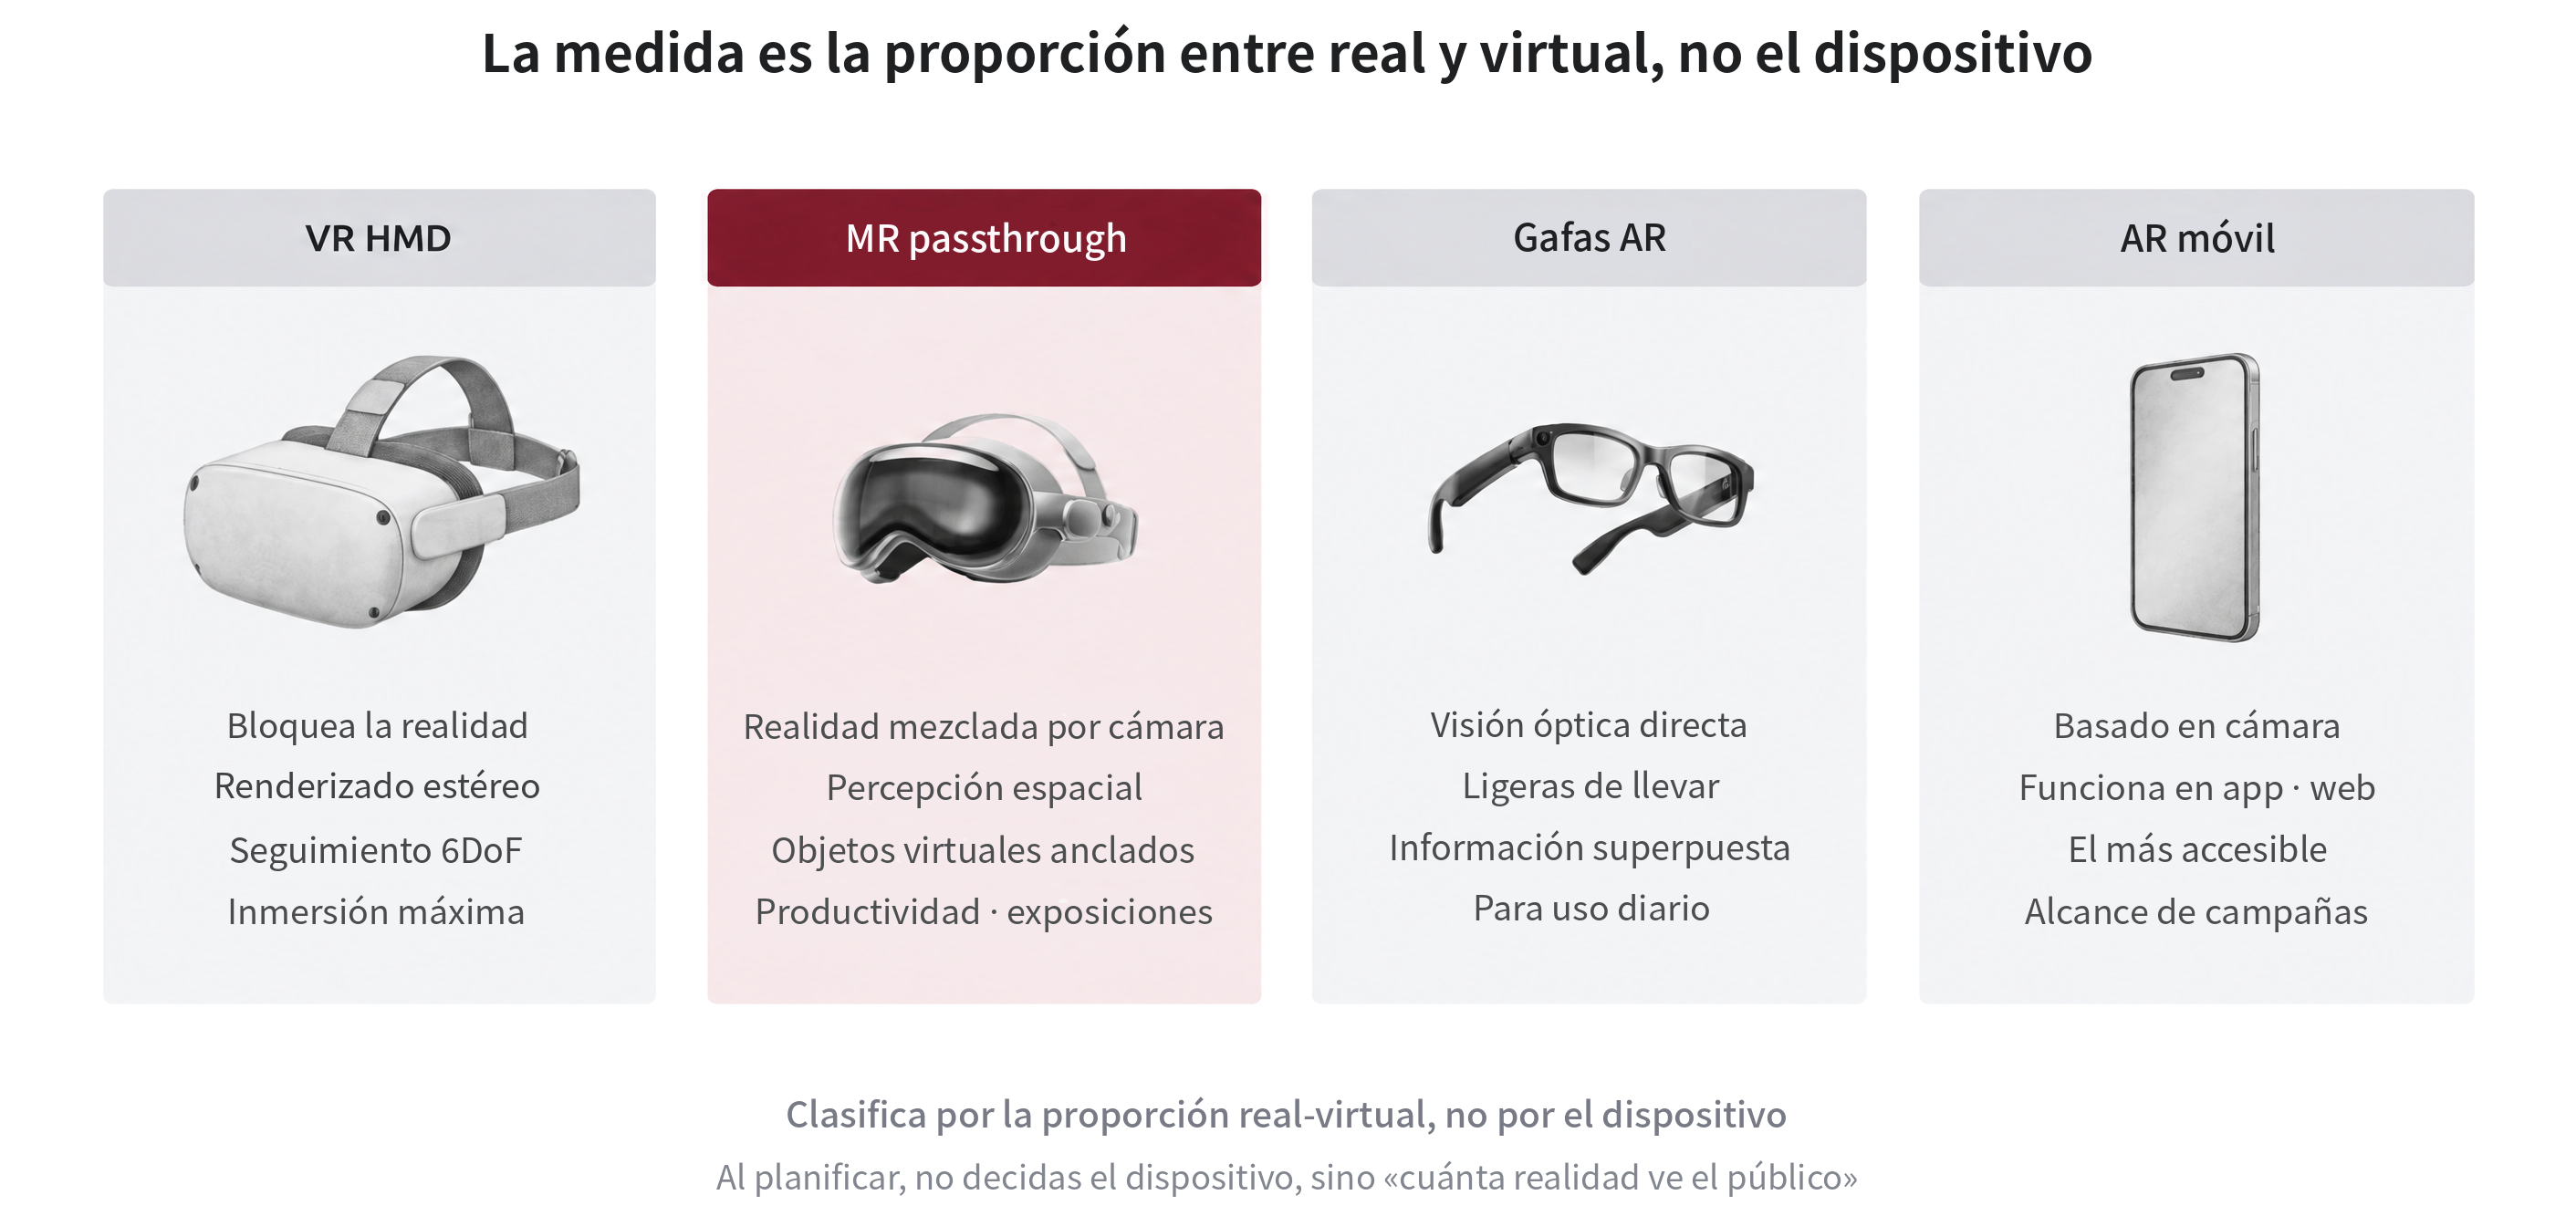 La medida es la proporción entre real y virtual, no el dispositivo
VR HMD
Bloquea la realidad
Renderizado estéreo
Seguimiento 6DoF
Inmersión máxima
MR passthrough
Realidad mezclada por cámara
Percepción espacial
Objetos virtuales anclados
Productividad · exposiciones
Gafas AR
Visión óptica directa
Ligeras de llevar
Información superpuesta
Para uso diario
AR móvil
Basado en cámara
Funciona en app · web
El más accesible
Alcance de campañas
Clasifica por la proporción real-virtual, no por el dispositivo
Al planificar, no decidas el dispositivo, sino «cuánta realidad ve el público»